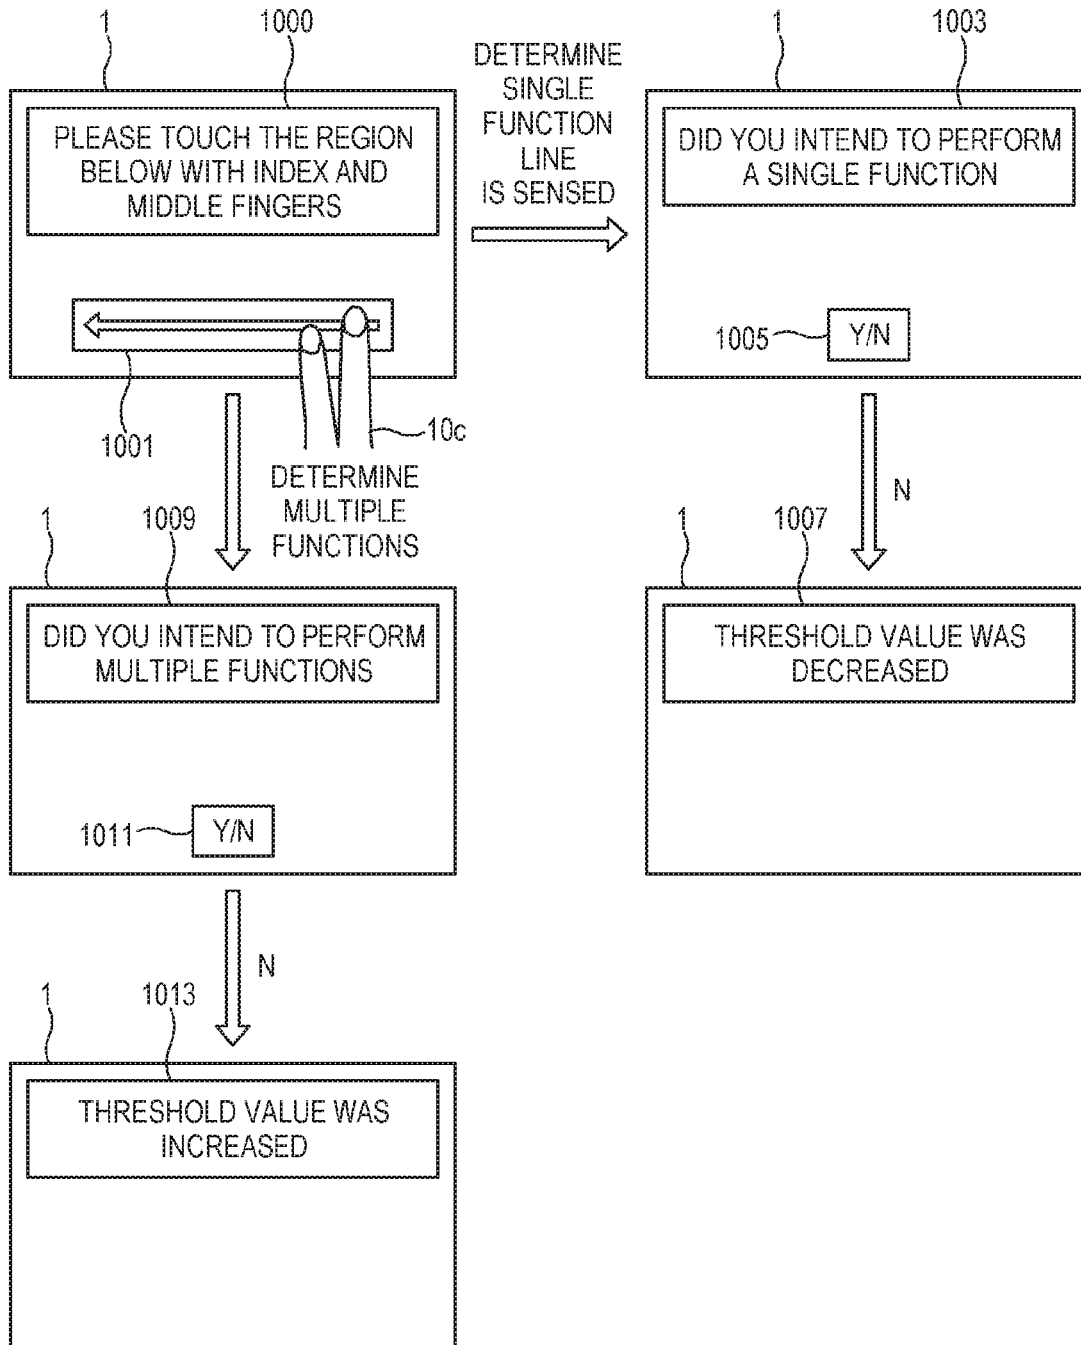 1
1000
PLEASE TOUCH THE REGION
BELOW WITH INDEX AND
MIDDLE FINGERS
1001
10c
DETERMINE
SINGLE
FUNCTION
LINE
IS SENSED
1
1003
DID YOU INTEND TO PERFORM
A SINGLE FUNCTION
1005
Y/N
N
DETERMINE
MULTIPLE
FUNCTIONS
1
1009
DID YOU INTEND TO PERFORM
MULTIPLE FUNCTIONS
1011
Y/N
1
1007
THRESHOLD VALUE WAS
DECREASED
N
1
1013
THRESHOLD VALUE WAS
INCREASED